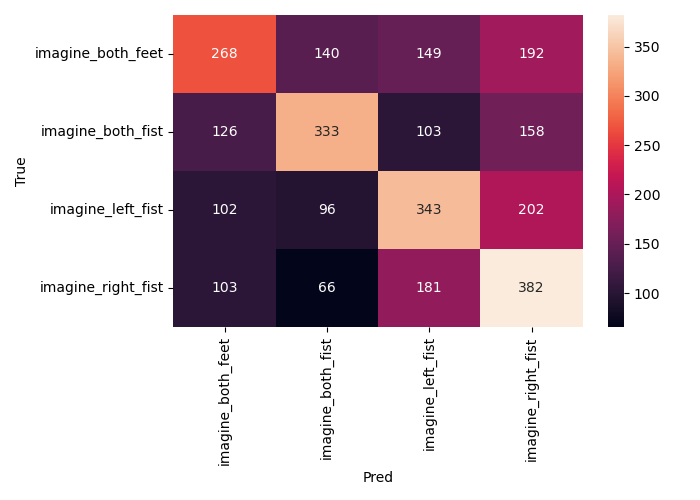 imagine_both_feet 268 140 149 192
imagine_both_fist 126 333 103 158
imagine_left_fist 102 96 343 202
imagine_right_fist 103 66 181 382
True
imagine_both_feet
imagine_both_fist
imagine_left_fist
imagine_right_fist
Pred
350
300
250
200
150
100